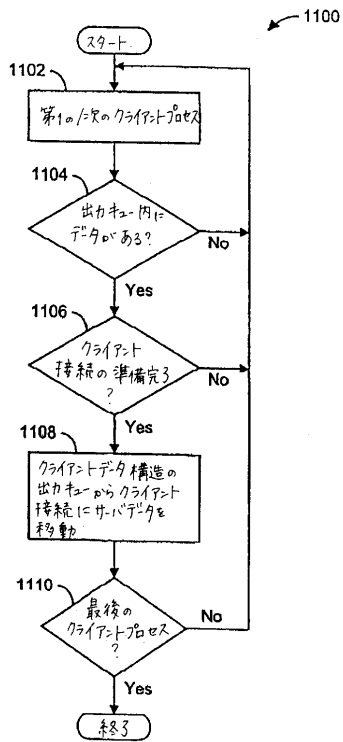 1100
スタート
1102
第1の/次のクライアントプロセス
1104
出力キュー内に
データがある?
No
Yes
1106
クライアント
接続の準備完了
?
No
Yes
1108
クライアントデータ構造の
出力キューからクライアント
接続にサーバデータを
移動
1110
最後の
クライアントプロセス
?
No
Yes
終了